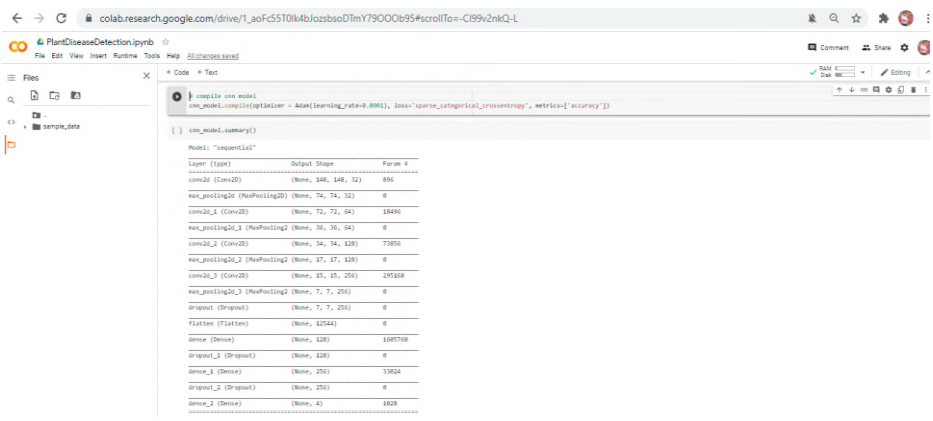 colab.research.google.com/drive/1_aoFc55T0lk4bJozsbsoDTmY79OOOb95#scrollTo=-CI99v2nkQ-L
PlantDiseaseDetection.ipynb
File Edit View Insert Runtime Tools Help All changes saved
Comment Share
Files
+ Code + Text
RAM
Disk
Editing
..
sample_data
# compile cnn model
cnn_model.compile(optimizer = Adam(learning_rate=0.0001), loss='sparse_categorical_crossentropy', metrics=['accuracy'])
[ ] cnn_model.summary()
Model: "sequential"
Layer (type) Output Shape Param #
conv2d (Conv2D) (None, 148, 148, 32) 896
max_pooling2d (MaxPooling2D) (None, 74, 74, 32) 0
conv2d_1 (Conv2D) (None, 72, 72, 64) 18496
max_pooling2d_1 (MaxPooling2 (None, 36, 36, 64) 0
conv2d_2 (Conv2D) (None, 34, 34, 128) 73856
max_pooling2d_2 (MaxPooling2 (None, 17, 17, 128) 0
conv2d_3 (Conv2D) (None, 15, 15, 256) 295168
max_pooling2d_3 (MaxPooling2 (None, 7, 7, 256) 0
dropout (Dropout) (None, 7, 7, 256) 0
flatten (Flatten) (None, 12544) 0
dense (Dense) (None, 128) 1605760
dropout_1 (Dropout) (None, 128) 0
dense_1 (Dense) (None, 256) 33024
dropout_2 (Dropout) (None, 256) 0
dense_2 (Dense) (None, 4) 1028